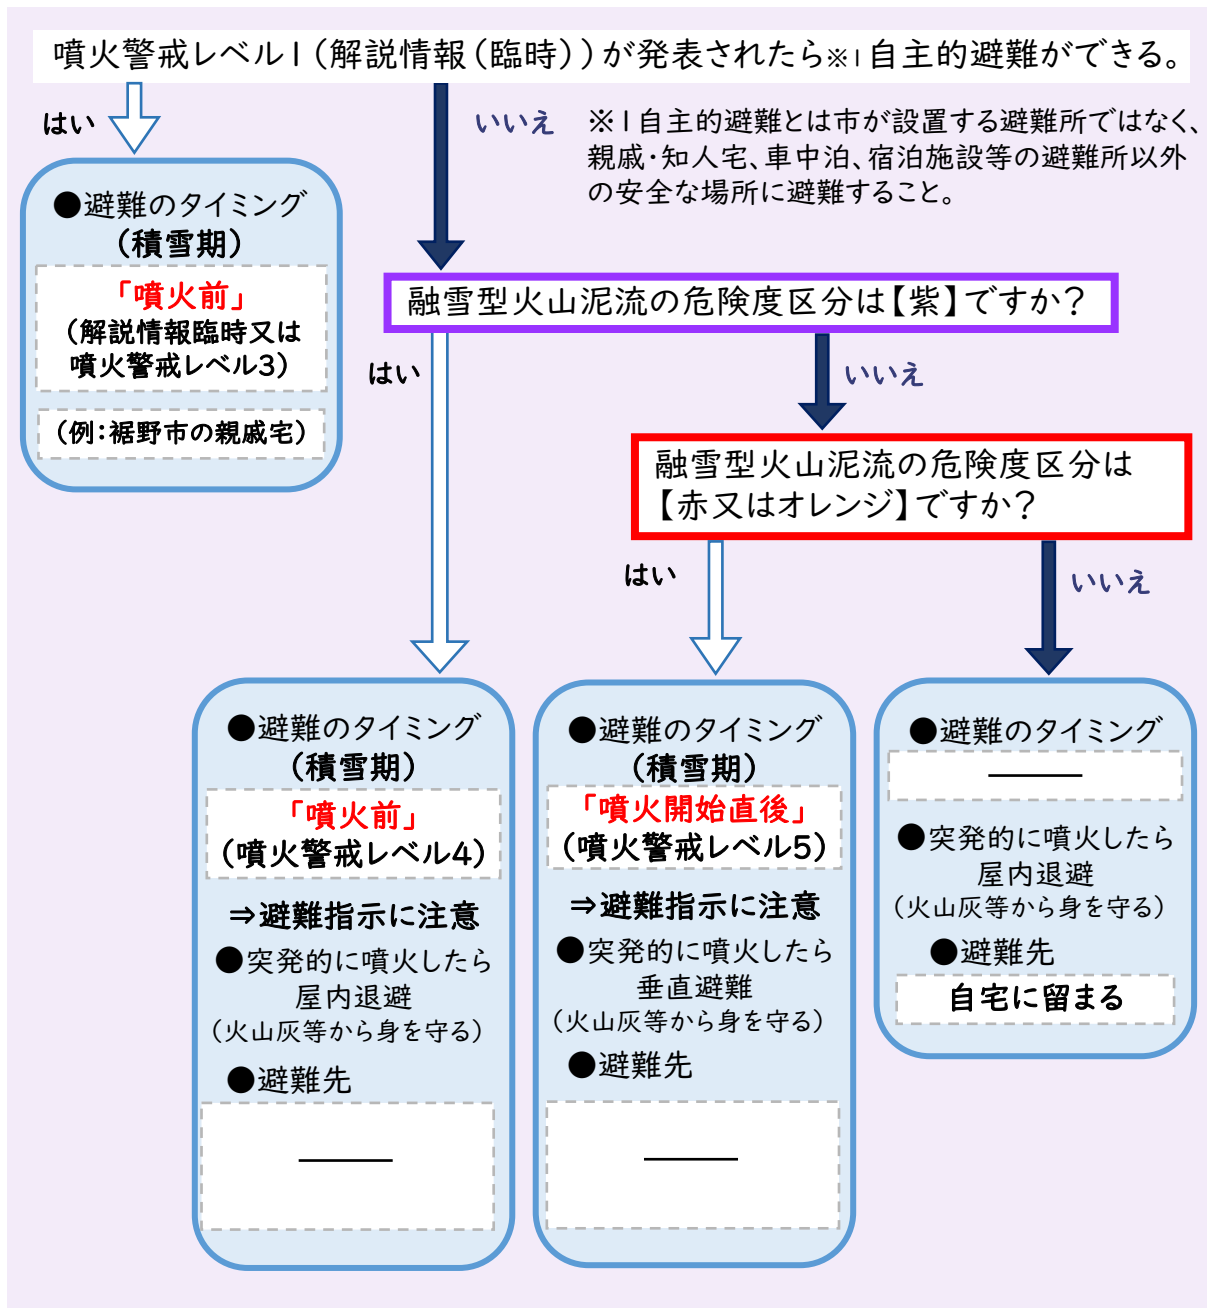 噴火警戒レベル1(解説情報(臨時))が発表されたら※1自主的避難ができる。
はい
いいえ
※1自主的避難とは市が設置する避難所ではなく、
親戚・知人宅、車中泊、宿泊施設等の避難所以外
の安全な場所に避難すること。
●避難のタイミング
(積雪期)
「噴火前」
(解説情報臨時又は
噴火警戒レベル3)
(例:裾野市の親戚宅)
融雪型火山泥流の危険度区分は【紫】ですか?
はい
いいえ
融雪型火山泥流の危険度区分は
【赤又はオレンジ】ですか?
はい
いいえ
●避難のタイミング
(積雪期)
「噴火前」
(噴火警戒レベル4)
⇒避難指示に注意
●突発的に噴火したら
屋内退避
(火山灰等から身を守る)
●避難先
―
●避難のタイミング
(積雪期)
「噴火開始直後」
(噴火警戒レベル5)
⇒避難指示に注意
●突発的に噴火したら
垂直避難
(火山灰等から身を守る)
●避難先
―
●避難のタイミング
―
●突発的に噴火したら
屋内退避
(火山灰等から身を守る)
●避難先
自宅に留まる